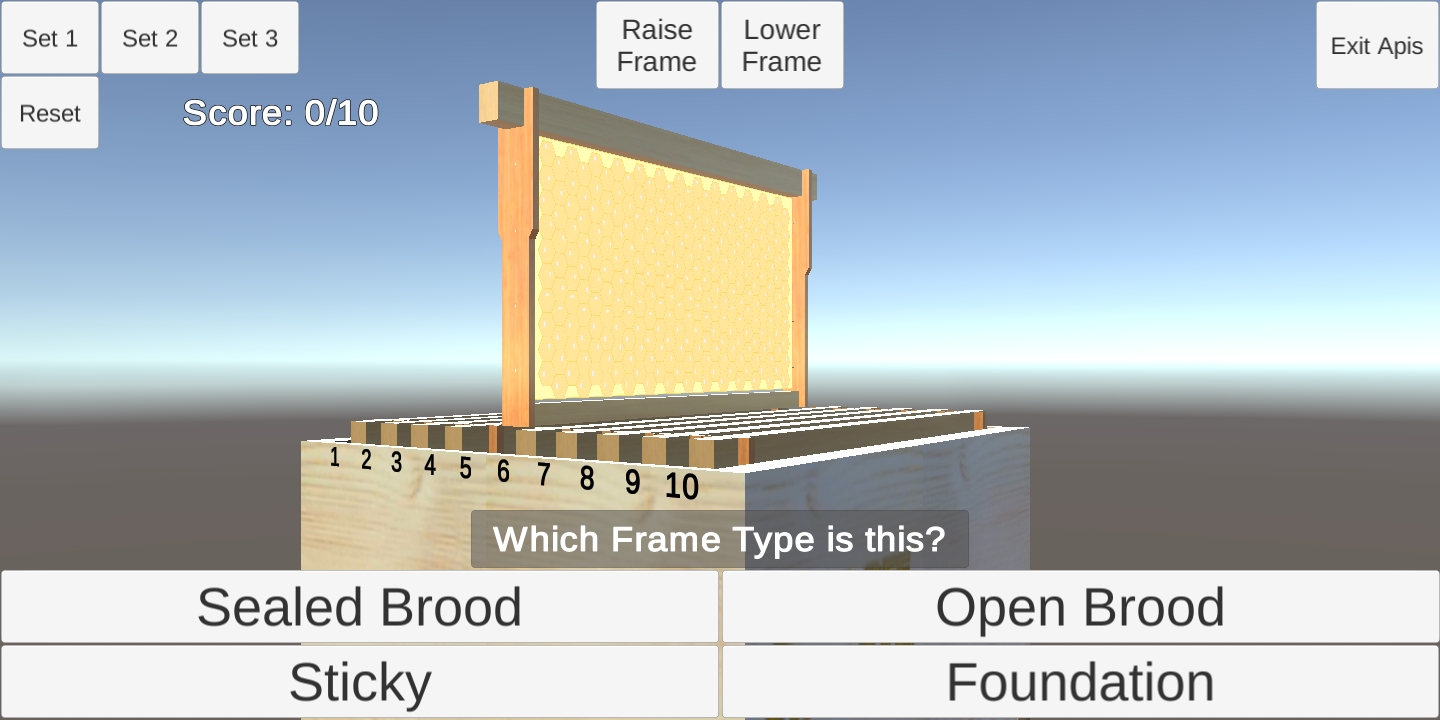 Set 1
Set 2
Set 3
Raise
Frame
Lower
Frame
Exit Apis
Reset
Score: 0/10
1 2 3 4 5 6 7 8 9 10
Which Frame Type is this?
Sealed Brood
Open Brood
Sticky
Foundation